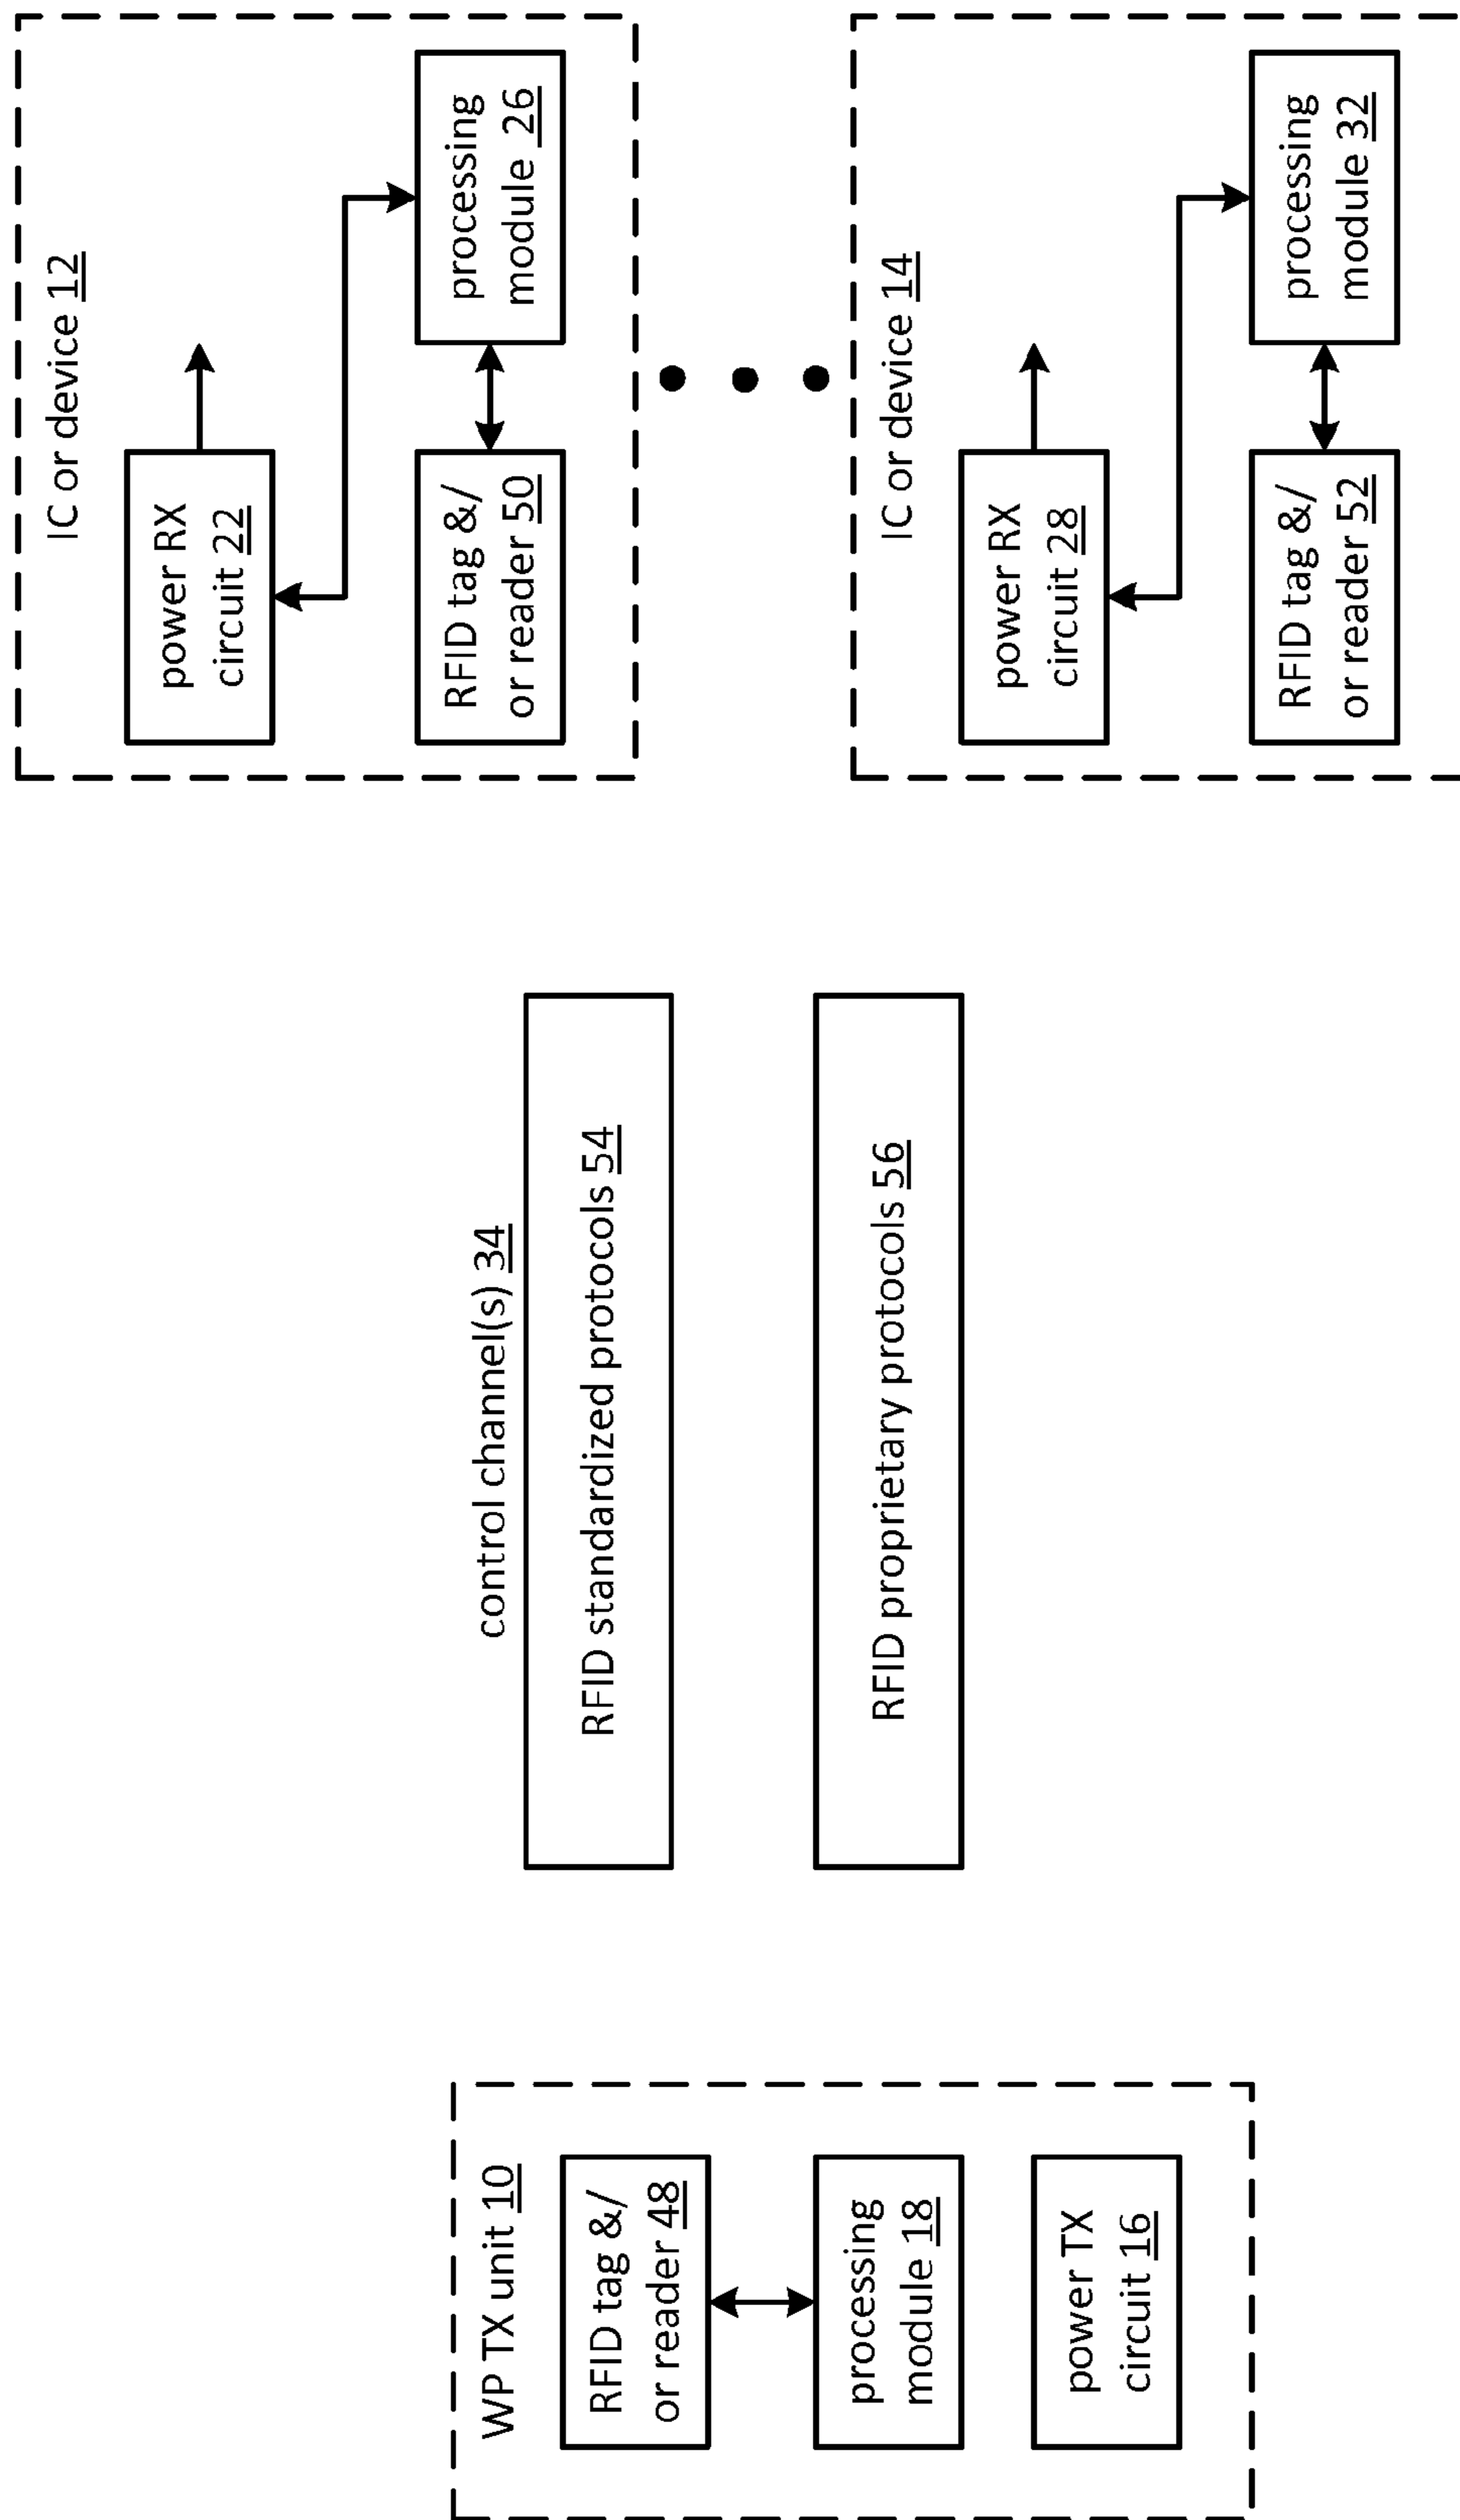 WP TX unit 10
RFID tag &/
or reader 48
processing
module 18
power TX
circuit 16
control channel(s) 34
RFID standardized protocols 54
RFID proprietary protocols 56
IC or device 12
power RX
circuit 22
RFID tag &/
or reader 50
processing
module 26
IC or device 14
power RX
circuit 28
RFID tag &/
or reader 52
processing
module 32